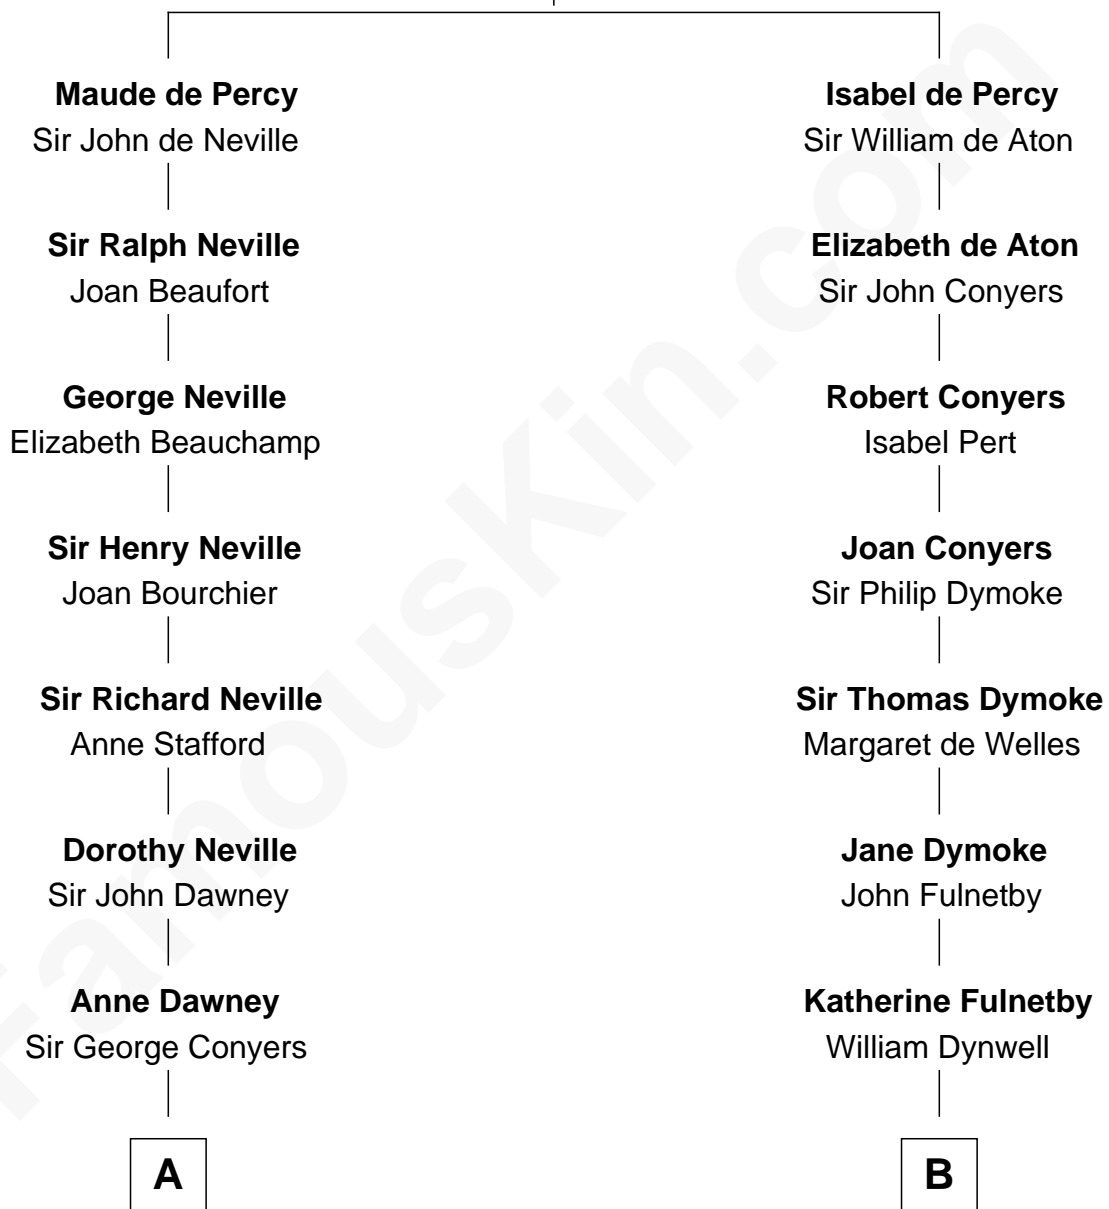 Maude de Percy
Sir John de Neville
Sir Ralph Neville
Joan Beaufort
George Neville
Elizabeth Beauchamp
Sir Henry Neville
Joan Bourchier
Sir Richard Neville
Anne Stafford
Dorothy Neville
Sir John Dawney
Anne Dawney
Sir George Conyers
A
Isabel de Percy
Sir William de Aton
Elizabeth de Aton
Sir John Conyers
Robert Conyers
Isabel Pert
Joan Conyers
Sir Philip Dymoke
Sir Thomas Dymoke
Margaret de Welles
Jane Dymoke
John Fulnetby
Katherine Fulnetby
William Dynwell
B
FamousKin.com